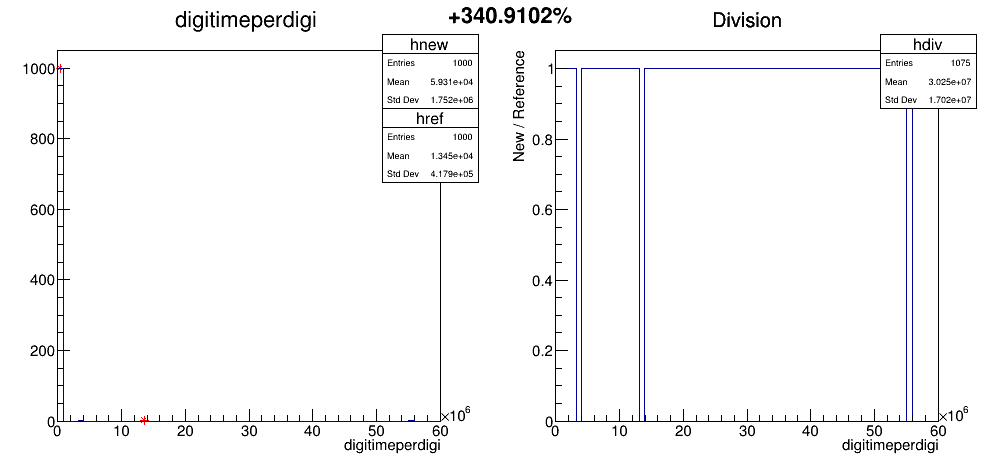 +340.9102%
digitimeperdigi
hnew
Entries 1000
Mean 5.931e+04
Std Dev 1.752e+06
href
Entries 1000
Mean 1.345e+04
Std Dev 4.179e+05
1000
800
600
400
200
0
0 10 20 30 40 50 60
×10⁶
digitimeperdigi
Division
hdiv
Entries 1075
Mean 3.025e+07
Std Dev 1.702e+07
New / Reference
1
0.8
0.6
0.4
0.2
0
0 10 20 30 40 50 60
×10⁶
digitimeperdigi